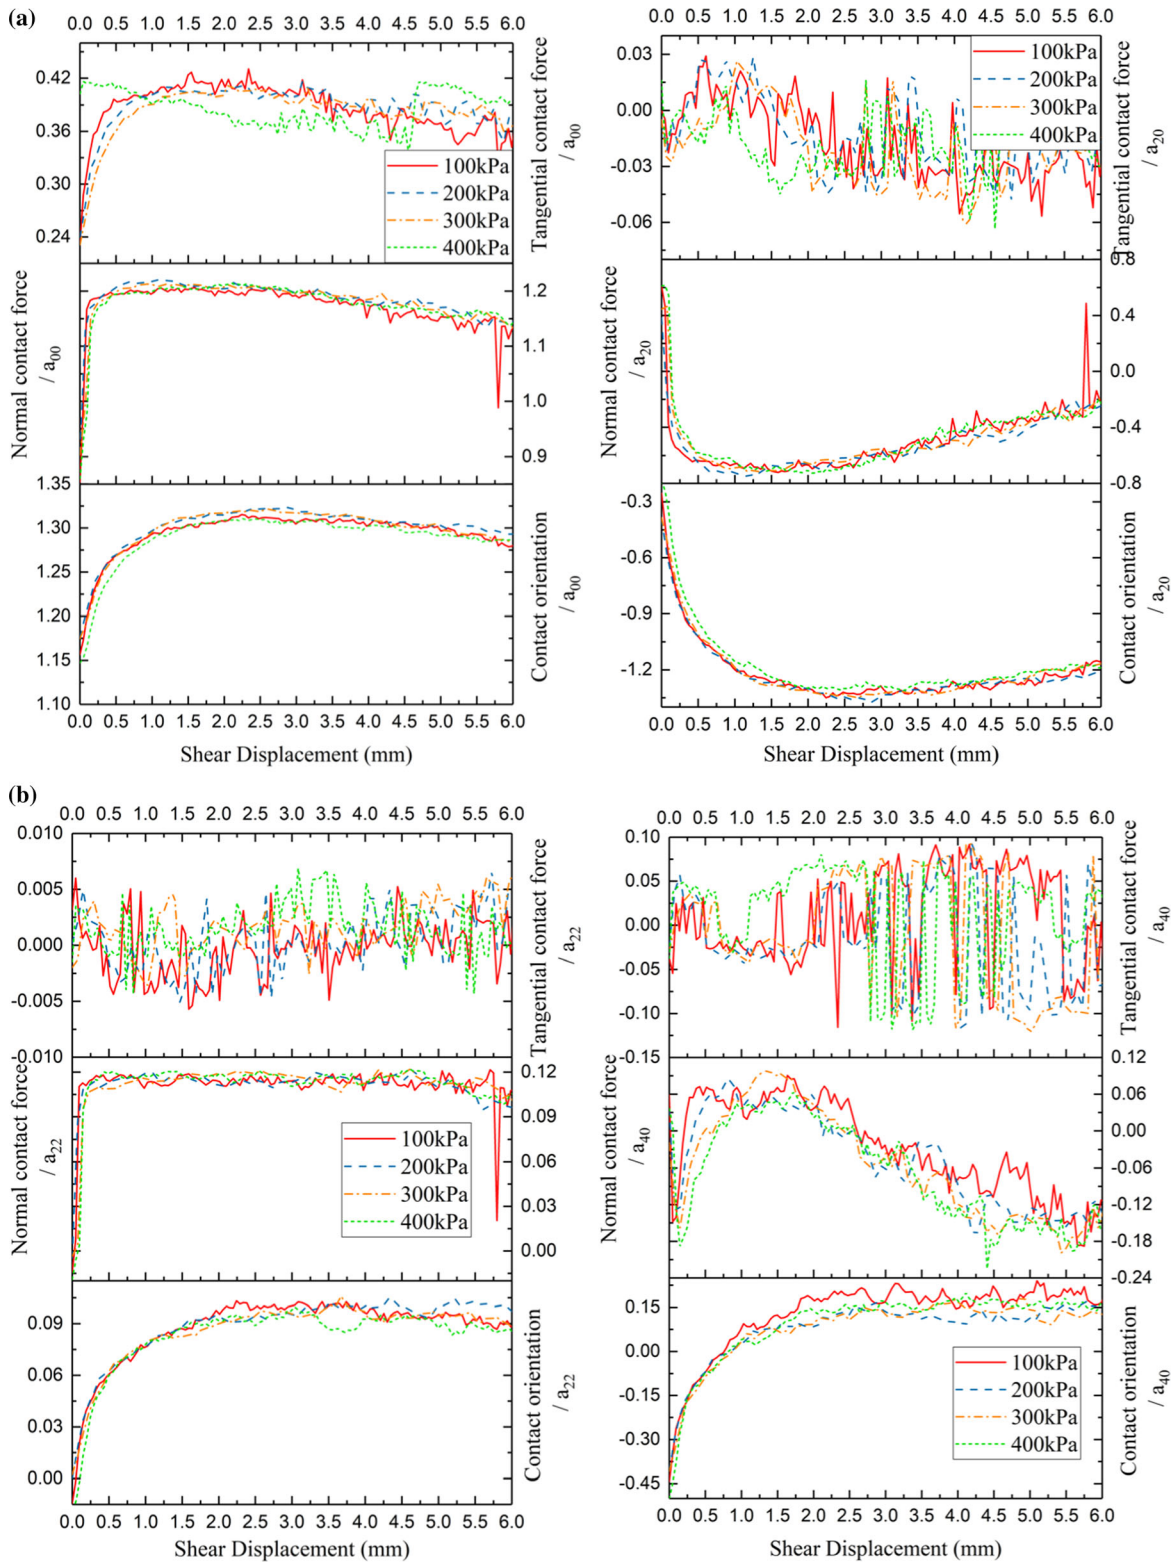 (a)
0.0 0.5 1.0 1.5 2.0 2.5 3.0 3.5 4.0 4.5 5.0 5.5 6.0
0.42
0.36
0.30
0.24
100kPa
200kPa
300kPa
400kPa
Tangential contact force
/ a00
Normal contact force
/ a00
1.2
1.1
1.0
0.9
1.35
1.30
1.25
1.20
1.15
1.10
Contact orientation
/ a00
0.0 0.5 1.0 1.5 2.0 2.5 3.0 3.5 4.0 4.5 5.0 5.5 6.0
Shear Displacement (mm)
0.0 0.5 1.0 1.5 2.0 2.5 3.0 3.5 4.0 4.5 5.0 5.5 6.0
0.03
0.00
-0.03
-0.06
100kPa
200kPa
300kPa
400kPa
Tangential contact force
/ a20
Normal contact force
/ a20
0.8
0.4
0.0
-0.4
-0.8
-0.3
-0.6
-0.9
-1.2
Contact orientation
/ a20
0.0 0.5 1.0 1.5 2.0 2.5 3.0 3.5 4.0 4.5 5.0 5.5 6.0
Shear Displacement (mm)
(b)
0.0 0.5 1.0 1.5 2.0 2.5 3.0 3.5 4.0 4.5 5.0 5.5 6.0
0.010
0.005
0.000
-0.005
-0.010
Tangential contact force
/ a22
Normal contact force
/ a22
0.12
0.09
0.06
0.03
0.00
100kPa
200kPa
300kPa
400kPa
0.09
0.06
0.03
0.00
Contact orientation
/ a22
0.0 0.5 1.0 1.5 2.0 2.5 3.0 3.5 4.0 4.5 5.0 5.5 6.0
Shear Displacement (mm)
0.0 0.5 1.0 1.5 2.0 2.5 3.0 3.5 4.0 4.5 5.0 5.5 6.0
0.10
0.05
0.00
-0.05
-0.10
-0.15
Tangential contact force
/ a40
Normal contact force
/ a40
0.12
0.06
0.00
-0.06
-0.12
-0.18
-0.24
0.15
0.00
-0.15
-0.30
-0.45
100kPa
200kPa
300kPa
400kPa
Contact orientation
/ a40
0.0 0.5 1.0 1.5 2.0 2.5 3.0 3.5 4.0 4.5 5.0 5.5 6.0
Shear Displacement (mm)